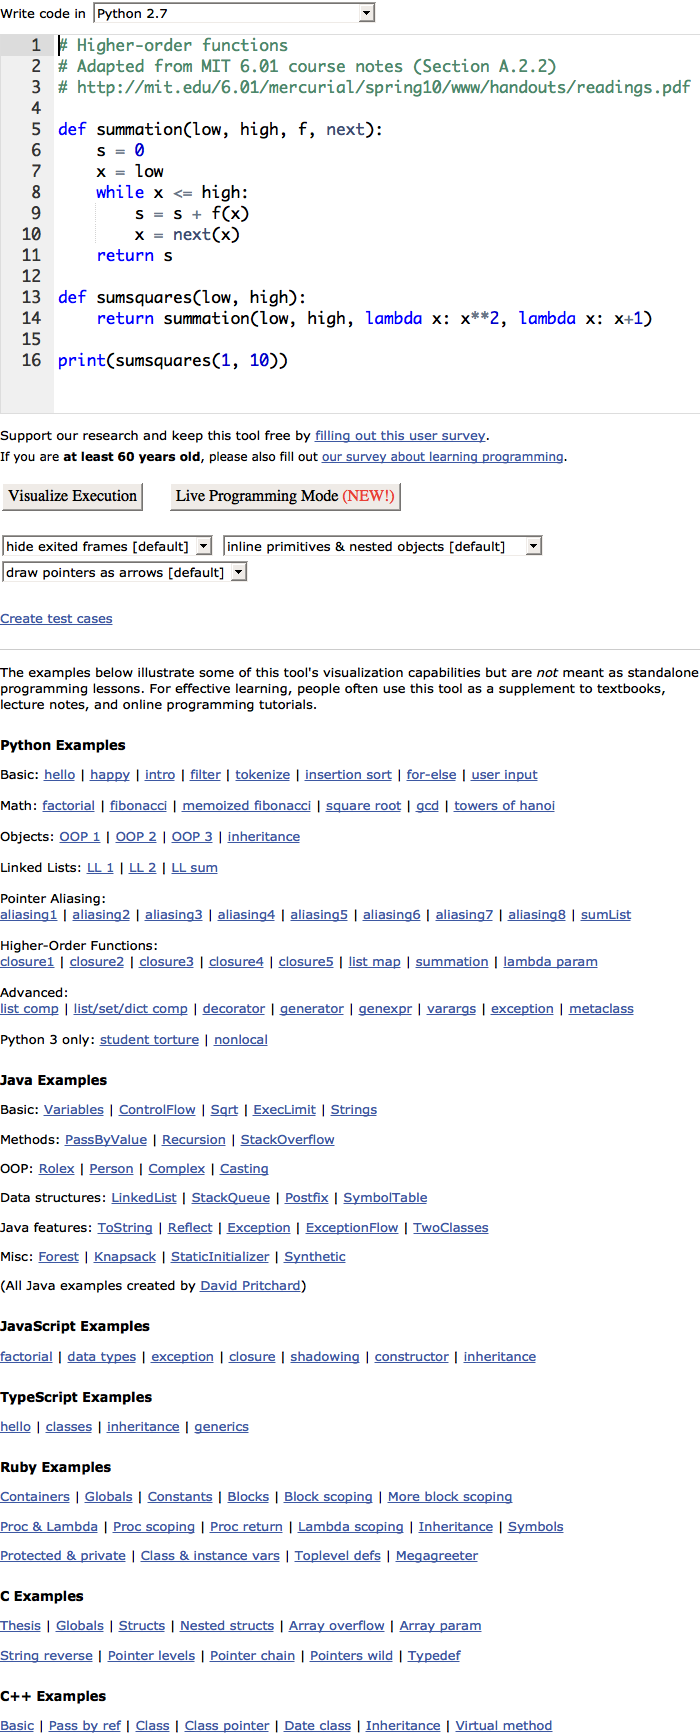 Write code in Python 2.7
1 # Higher-order functions
2 # Adapted from MIT 6.01 course notes (Section A.2.2)
3 # http://mit.edu/6.01/mercurial/spring10/www/handouts/readings.pdf
4
5 def summation(low, high, f, next):
6     s = 0
7     x = low
8     while x <= high:
9         s = s + f(x)
10         x = next(x)
11     return s
12
13 def sumsquares(low, high):
14     return summation(low, high, lambda x: x**2, lambda x: x+1)
15
16 print(sumsquares(1, 10))
Support our research and keep this tool free by filling out this user survey.
If you are at least 60 years old, please also fill out our survey about learning programming.
Visualize Execution Live Programming Mode (NEW!)
hide exited frames [default] inline primitives & nested objects [default]
draw pointers as arrows [default]
Create test cases
The examples below illustrate some of this tool's visualization capabilities but are not meant as standalone
programming lessons. For effective learning, people often use this tool as a supplement to textbooks,
lecture notes, and online programming tutorials.
Python Examples
Basic: hello | happy | intro | filter | tokenize | insertion sort | for-else | user input
Math: factorial | fibonacci | memoized fibonacci | square root | gcd | towers of hanoi
Objects: OOP 1 | OOP 2 | OOP 3 | inheritance
Linked Lists: LL 1 | LL 2 | LL sum
Pointer Aliasing:
aliasing1 | aliasing2 | aliasing3 | aliasing4 | aliasing5 | aliasing6 | aliasing7 | aliasing8 | sumList
Higher-Order Functions:
closure1 | closure2 | closure3 | closure4 | closure5 | list map | summation | lambda param
Advanced:
list comp | list/set/dict comp | decorator | generator | genexpr | varargs | exception | metaclass
Python 3 only: student torture | nonlocal
Java Examples
Basic: Variables | ControlFlow | Sqrt | ExecLimit | Strings
Methods: PassByValue | Recursion | StackOverflow
OOP: Rolex | Person | Complex | Casting
Data structures: LinkedList | StackQueue | Postfix | SymbolTable
Java features: ToString | Reflect | Exception | ExceptionFlow | TwoClasses
Misc: Forest | Knapsack | StaticInitializer | Synthetic
(All Java examples created by David Pritchard)
JavaScript Examples
factorial | data types | exception | closure | shadowing | constructor | inheritance
TypeScript Examples
hello | classes | inheritance | generics
Ruby Examples
Containers | Globals | Constants | Blocks | Block scoping | More block scoping
Proc & Lambda | Proc scoping | Proc return | Lambda scoping | Inheritance | Symbols
Protected & private | Class & instance vars | Toplevel defs | Megagreeter
C Examples
Thesis | Globals | Structs | Nested structs | Array overflow | Array param
String reverse | Pointer levels | Pointer chain | Pointers wild | Typedef
C++ Examples
Basic | Pass by ref | Class | Class pointer | Date class | Inheritance | Virtual method